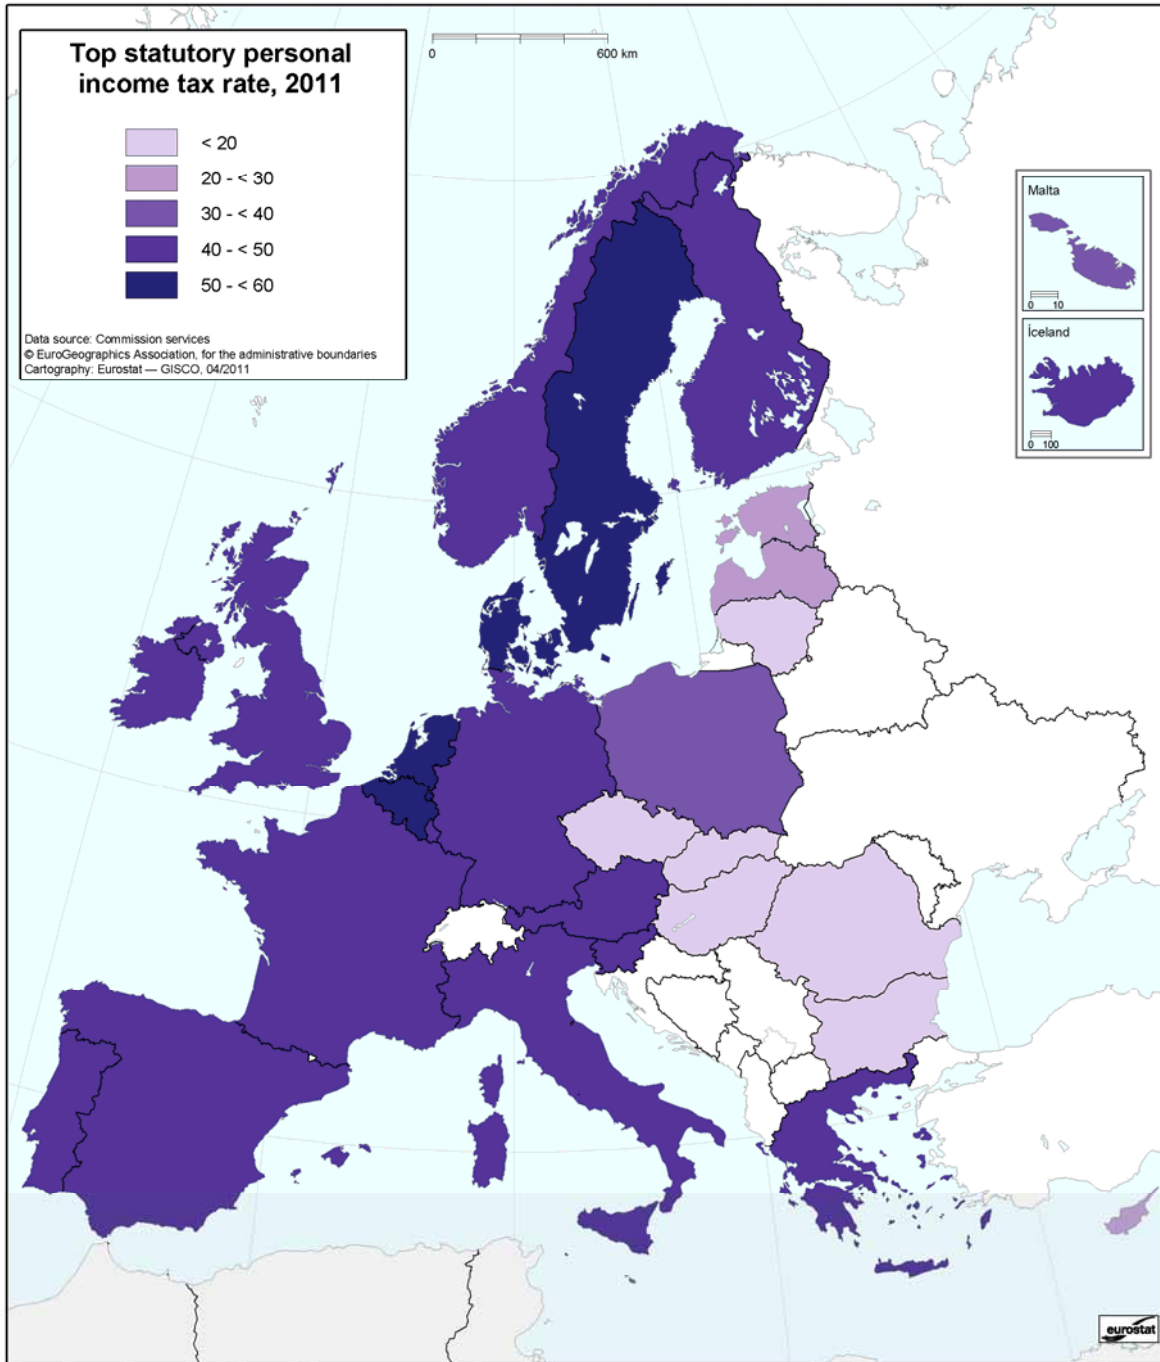 Top statutory personal
income tax rate, 2011
< 20
20 - < 30
30 - < 40
40 - < 50
50 - < 60
Data source: Commission services
© EuroGeographics Association, for the administrative boundaries
Cartography: Eurostat — GISCO, 04/2011
0 600 km
Malta
0 10
Iceland
0 100
eurostat